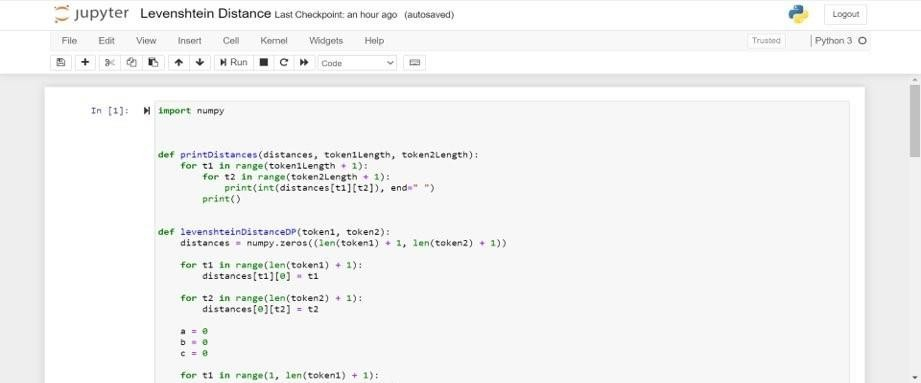 jupyter Levenshtein Distance Last Checkpoint: an hour ago (autosaved) Logout
File Edit View Insert Cell Kernel Widgets Help Trusted Python 3
Run Code
In [1]: import numpy
def printDistances(distances, token1Length, token2Length):
for t1 in range(token1Length + 1):
for t2 in range(token2Length + 1):
print(int(distances[t1][t2]), end=" ")
print()
def levenshteinDistanceDP(token1, token2):
distances = numpy.zeros((len(token1) + 1, len(token2) + 1))
for t1 in range(len(token1) + 1):
distances[t1][0] = t1
for t2 in range(len(token2) + 1):
distances[0][t2] = t2
a = 0
b = 0
c = 0
for t1 in range(1, len(token1) + 1):